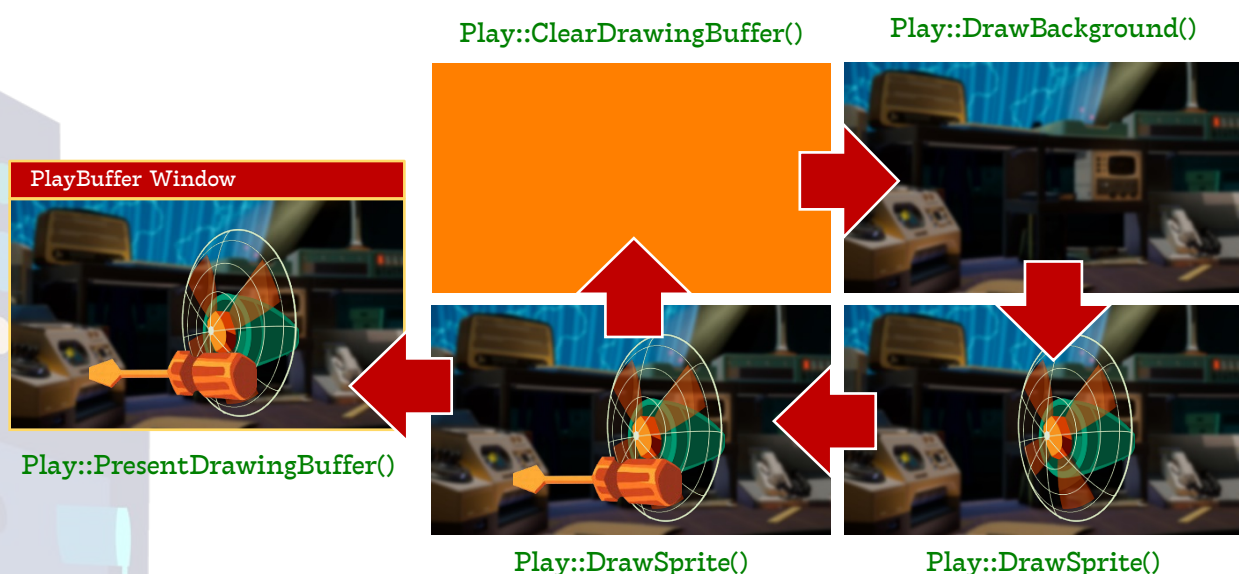 Play::ClearDrawingBuffer()
Play::DrawBackground()
PlayBuffer Window
Play::PresentDrawingBuffer()
Play::DrawSprite()
Play::DrawSprite()